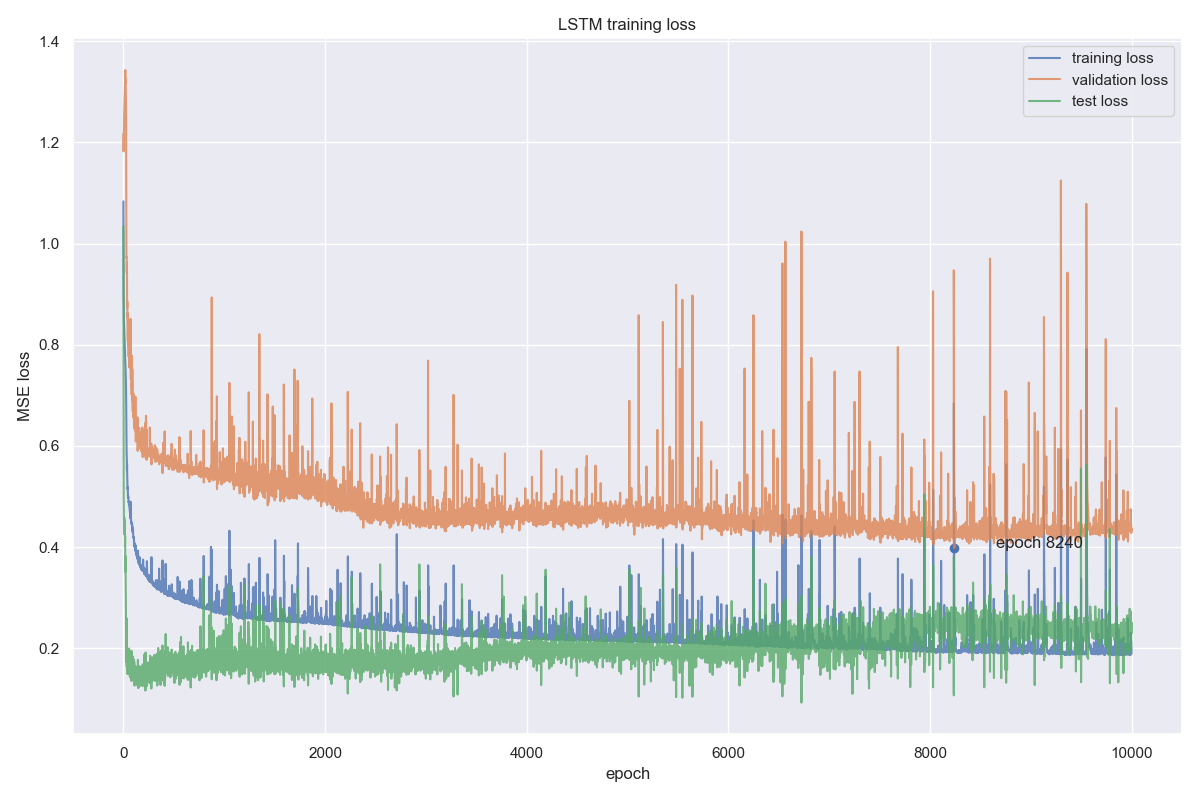 LSTM training loss
training loss
validation loss
test loss
MSE loss
1.4
1.2
1.0
0.8
0.6
0.4
0.2
epoch 8240
0
2000
4000
6000
8000
10000
epoch